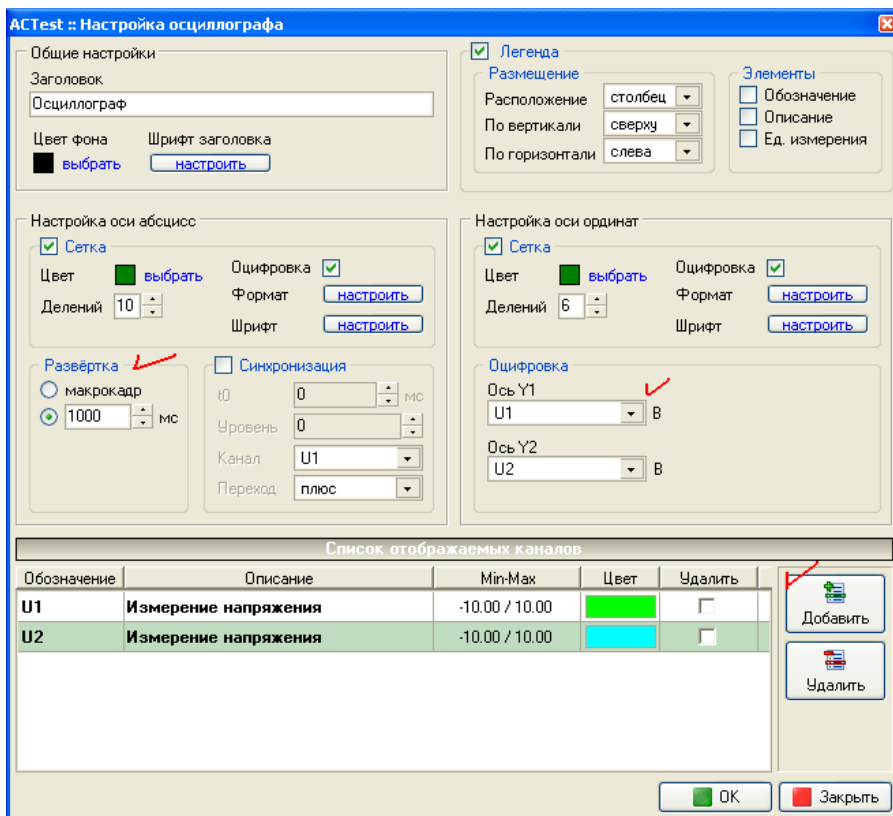 ACTest :: Настройка осциллографа
Общие настройки
Заголовок
Осциллограф
Цвет фона Шрифт заголовка
выбрать настроить
Легенда
Размещение
Расположение столбец
По вертикали сверху
По горизонтали слева
Элементы
Обозначение
Описание
Ед. измерения
Настройка оси абсцисс
Сетка
Цвет выбрать Оцифровка
Делений 10 Формат настроить
Шрифт настроить
Развёртка
макрокадр
1000 мс
Синхронизация
t0 0 мс
Уровень 0
Канал U1
Переход плюс
Настройка оси ординат
Сетка
Цвет выбрать Оцифровка
Делений 6 Формат настроить
Шрифт настроить
Оцифровка
Ось Y1
U1 В
Ось Y2
U2 В
Список отображаемых каналов
Обозначение Описание Min-Max Цвет Удалить
U1 Измерение напряжения -10.00 / 10.00
U2 Измерение напряжения -10.00 / 10.00
Добавить
Удалить
OK Закрыть